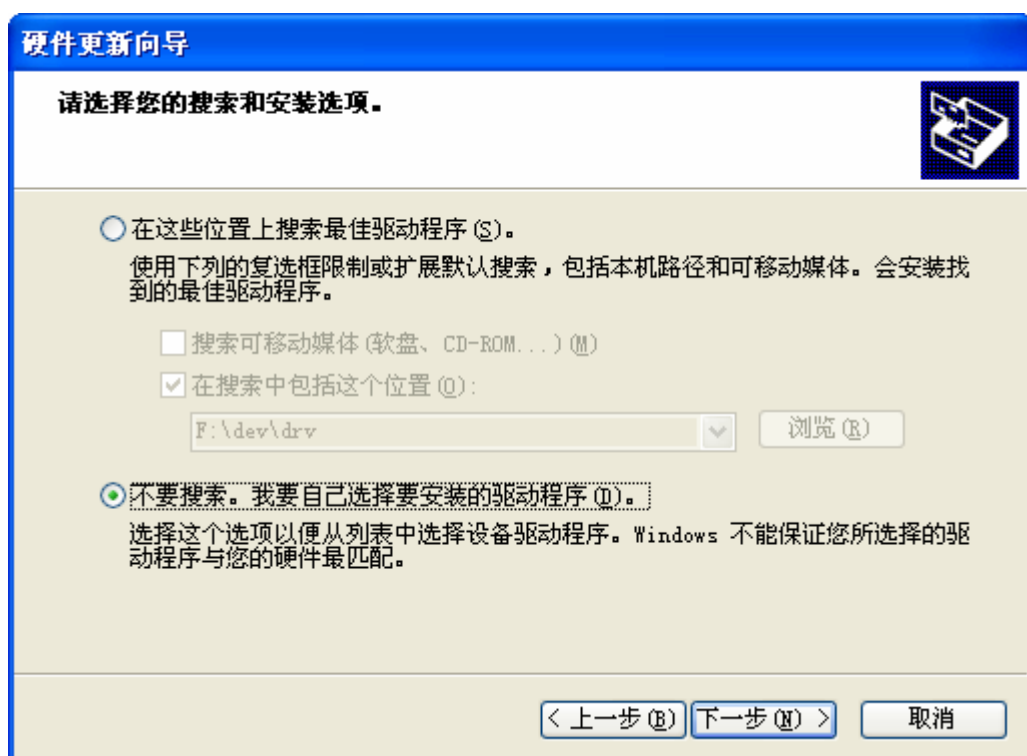 硬件更新向导
请选择您的搜索和安装选项。
在这些位置上搜索最佳驱动程序(S)。
使用下列的复选框限制或扩展默认搜索，包括本机路径和可移动媒体。会安装找
到的最佳驱动程序。
搜索可移动媒体(软盘、CD-ROM...)(M)
在搜索中包括这个位置(O):
F:\dev\drv
浏览(R)
不要搜索。我要自己选择要安装的驱动程序(D)。
选择这个选项以便从列表中选择设备驱动程序。Windows 不能保证您所选择的驱
动程序与您的硬件最匹配。
< 上一步(B)
下一步(N) >
取消